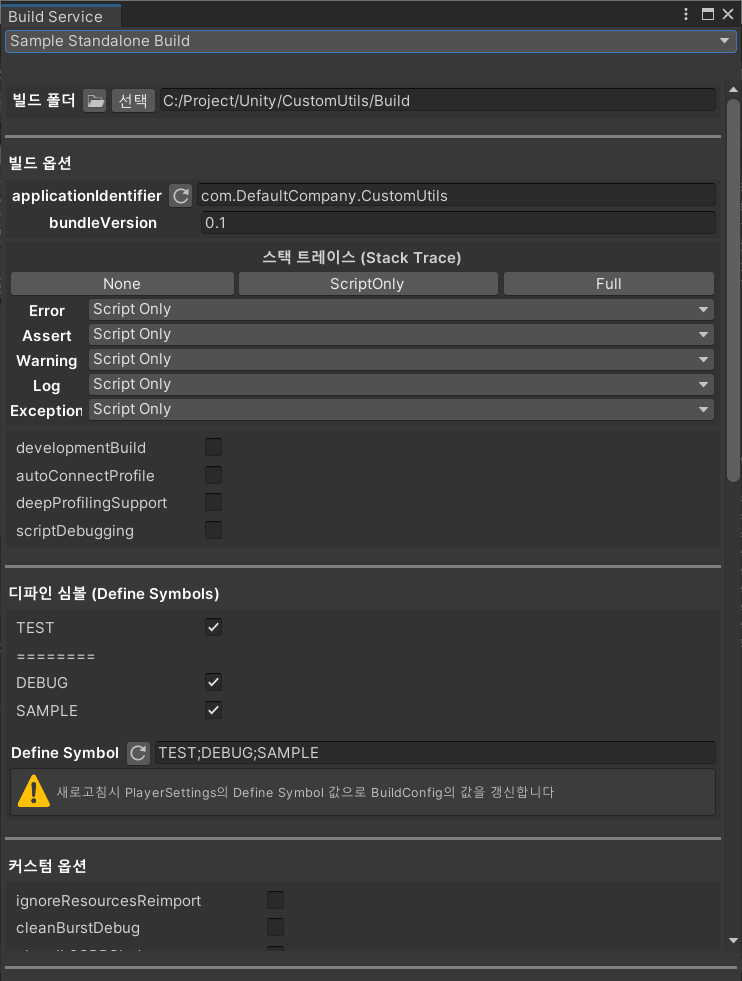 Build Service
Sample Standalone Build
빌드 폴더 선택 C:/Project/Unity/CustomUtils/Build
빌드 옵션
applicationIdentifier com.DefaultCompany.CustomUtils
bundleVersion 0.1
스택 트레이스 (Stack Trace)
None ScriptOnly Full
Error Script Only
Assert Script Only
Warning Script Only
Log Script Only
Exception Script Only
developmentBuild
autoConnectProfile
deepProfilingSupport
scriptDebugging
디파인 심볼 (Define Symbols)
TEST
========
DEBUG
SAMPLE
Define Symbol TEST;DEBUG;SAMPLE
새로고침시 PlayerSettings의 Define Symbol 값으로 BuildConfig의 값을 갱신합니다
커스텀 옵션
ignoreResourcesReimport
cleanBurstDebug